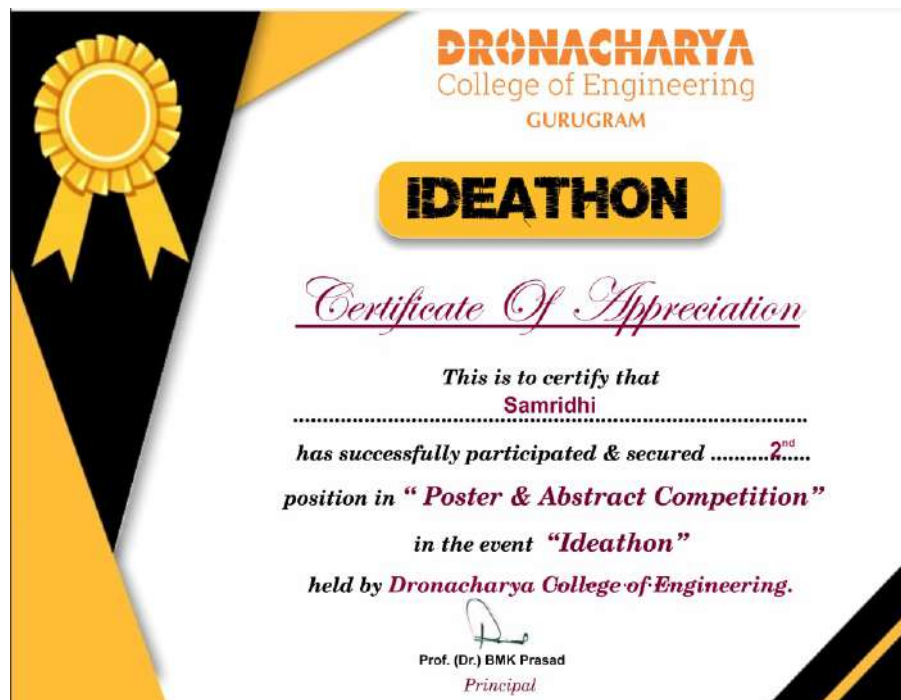 DRONACHARYA
College of Engineering
GURUGRAM
IDEATHON
Certificate Of Appreciation
This is to certify that
Samridhi
has successfully participated & secured ..........2nd.....
position in “ Poster & Abstract Competition”
in the event “Ideathon”
held by Dronacharya College of Engineering.
Prof. (Dr.) BMK Prasad
Principal